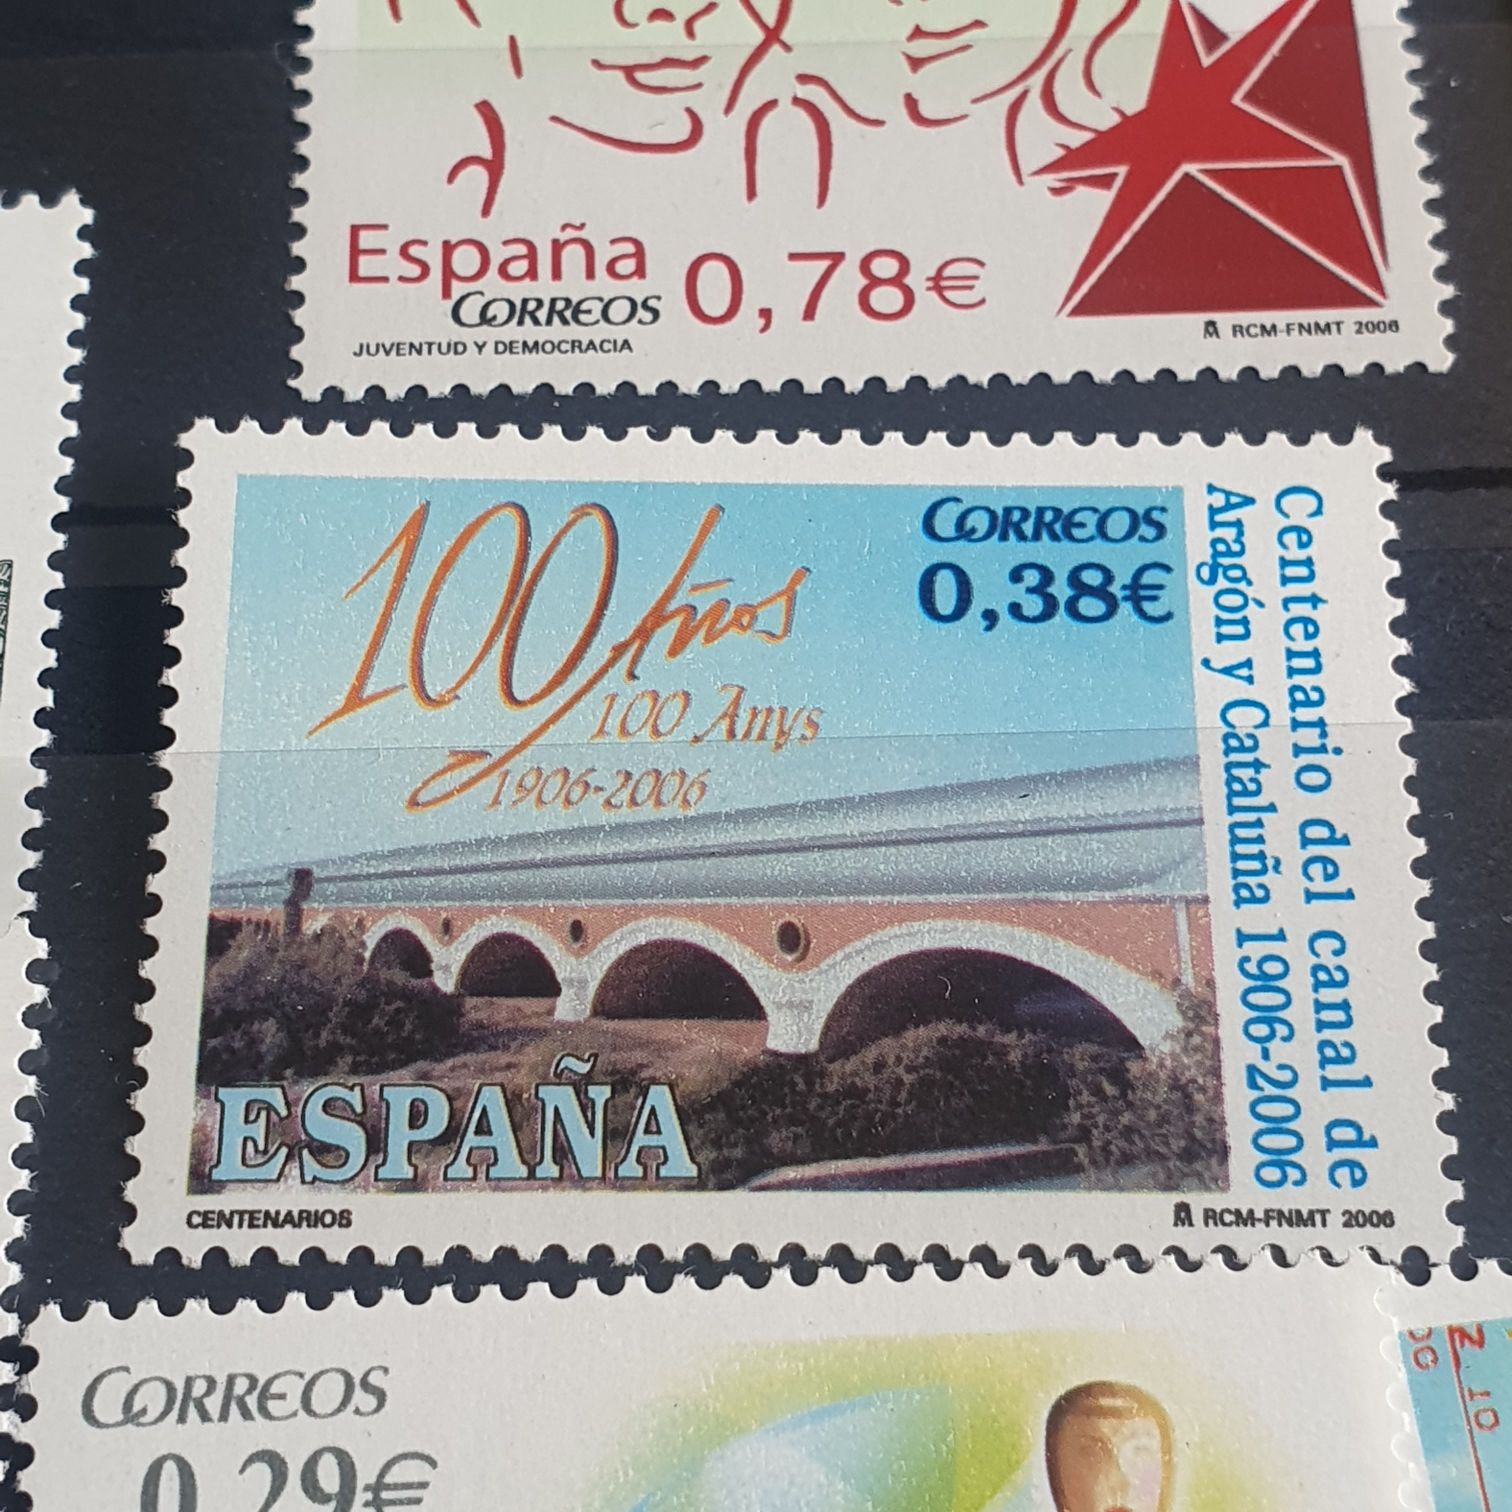 España
CORREOS
0,78€
JUVENTUD Y DEMOCRACIA
RCM-FNMT 2006
100 Años
100 Anys
1906-2006
CORREOS
0,38€
Centenario del canal de
Aragón y Cataluña 1906-2006
ESPAÑA
CENTENARIOS
RCM-FNMT 2006
CORREOS
0,29€
10